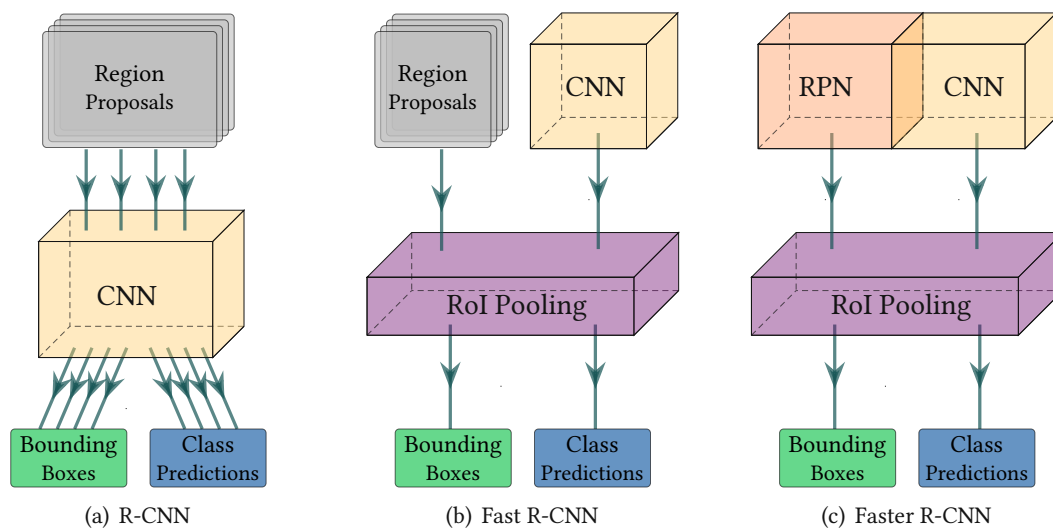 Region
Proposals
CNN
Bounding
Boxes
Class
Predictions
(a) R-CNN
Region
Proposals
CNN
RoI Pooling
Bounding
Boxes
Class
Predictions
(b) Fast R-CNN
RPN
CNN
RoI Pooling
Bounding
Boxes
Class
Predictions
(c) Faster R-CNN